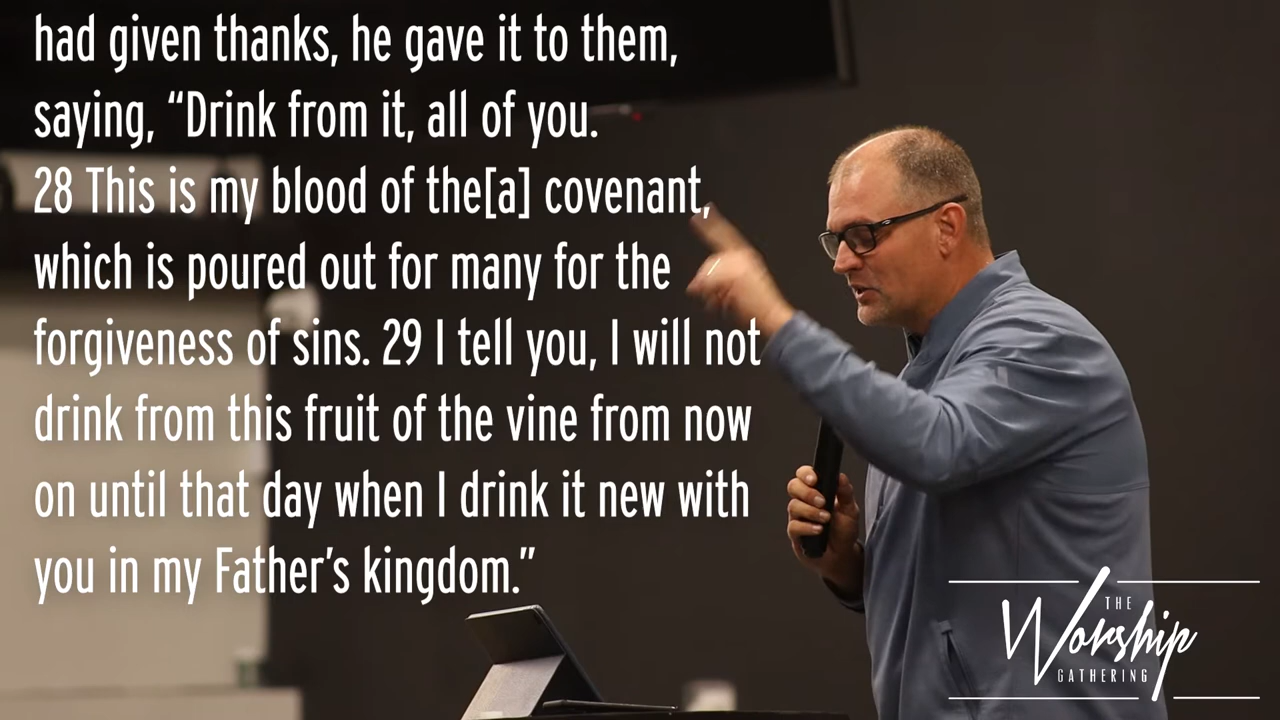 had given thanks, he gave it to them,
saying, “Drink from it, all of you.
28 This is my blood of the[a] covenant,
which is poured out for many for the
forgiveness of sins. 29 I tell you, I will not
drink from this fruit of the vine from now
on until that day when I drink it new with
you in my Father’s kingdom.”
THE
Worship
GATHERING